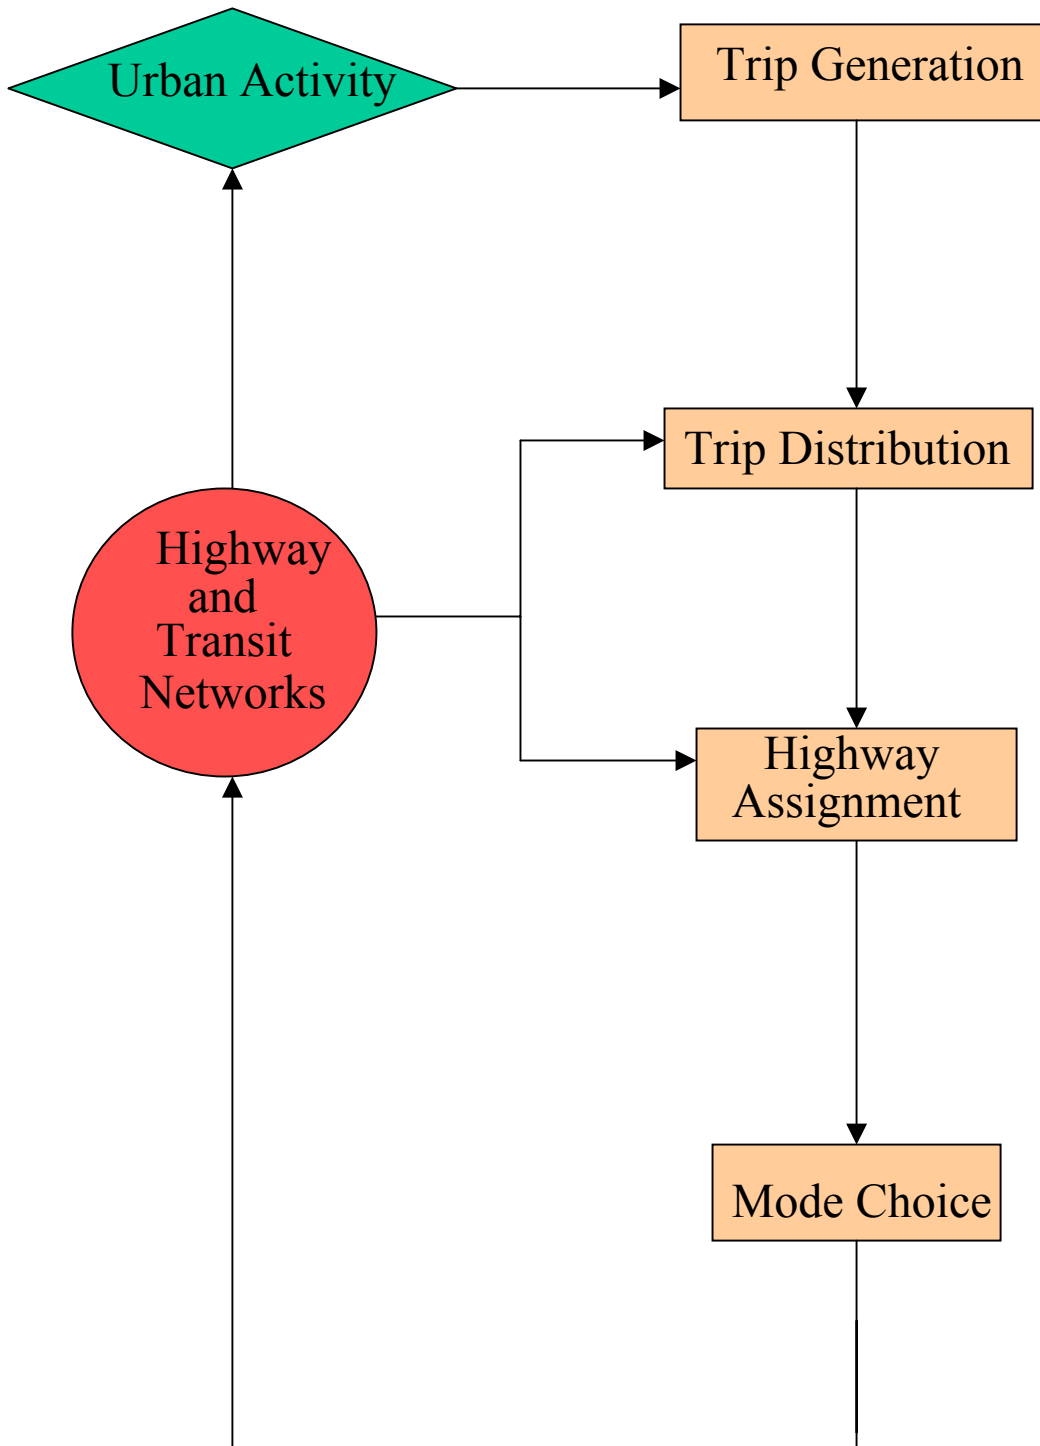 Urban Activity
Trip Generation
Trip Distribution
Highway
and
Transit
Networks
Highway
Assignment
Mode Choice